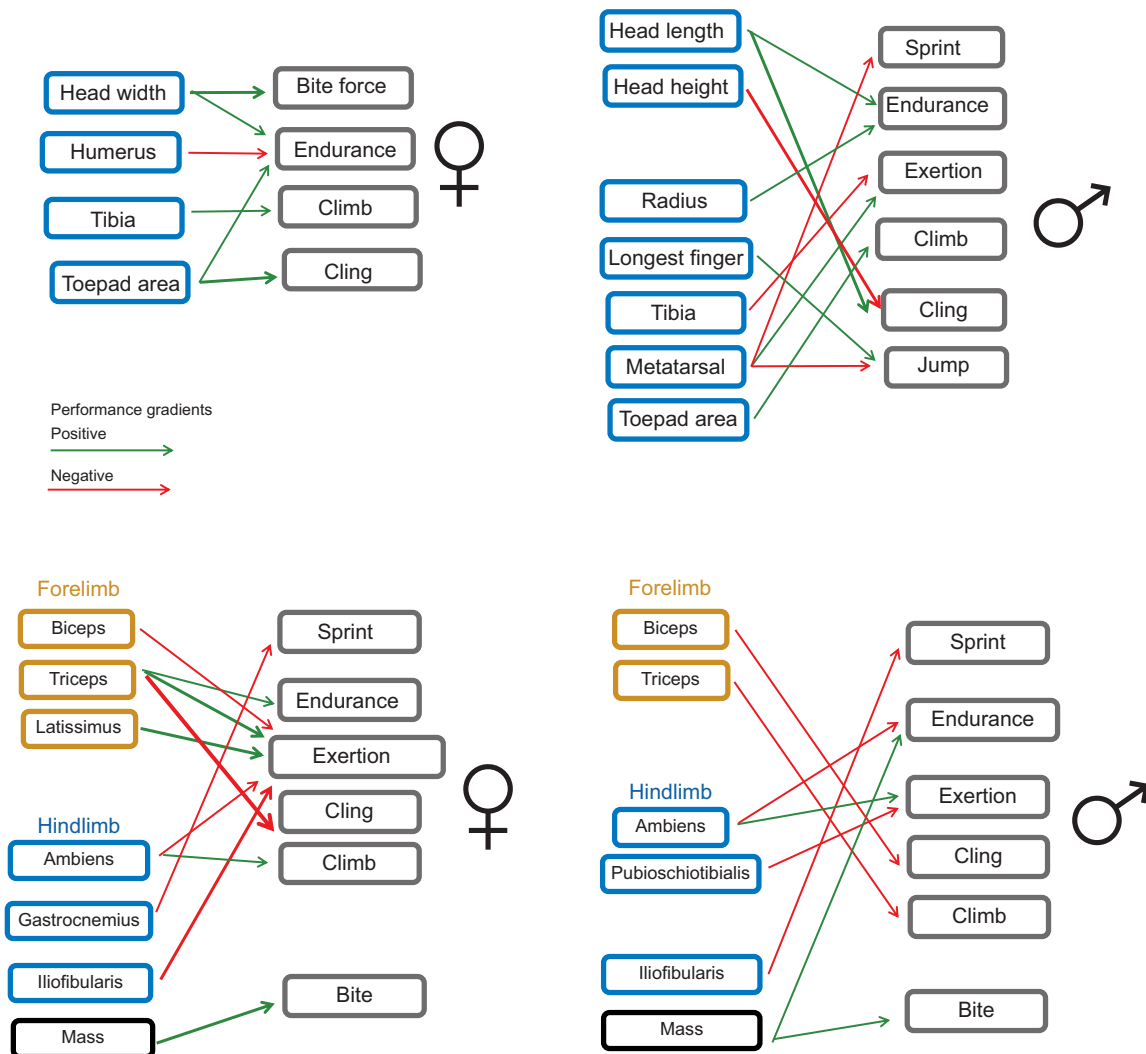 Head width
Humerus
Tibia
Toepad area
Bite force
Endurance
Climb
Cling
Performance gradients
Positive
Negative
Head length
Head height
Radius
Longest finger
Tibia
Metatarsal
Toepad area
Sprint
Endurance
Exertion
Climb
Cling
Jump
Forelimb
Biceps
Triceps
Latissimus
Hindlimb
Ambiens
Gastrocnemius
Iliofibularis
Mass
Sprint
Endurance
Exertion
Cling
Climb
Bite
Forelimb
Biceps
Triceps
Hindlimb
Ambiens
Pubioschiotibialis
Iliofibularis
Mass
Sprint
Endurance
Exertion
Cling
Climb
Bite